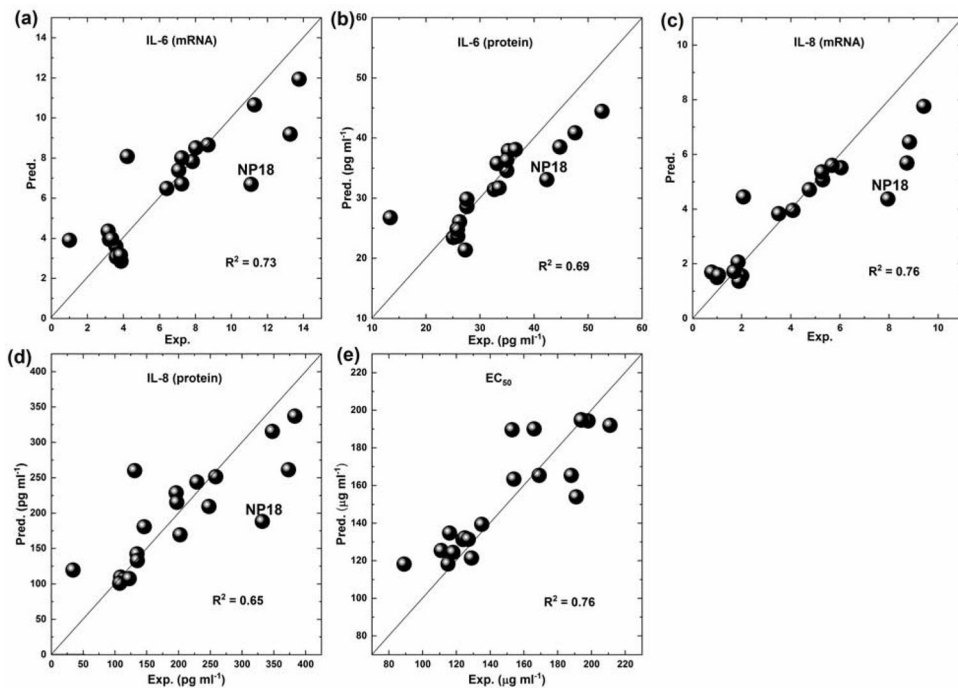 (a)
IL-6 (mRNA)
NP18
R² = 0.73
Pred.
14
12
10
8
6
4
2
0
0 2 4 6 8 10 12 14
Exp.
(b)
IL-6 (protein)
NP18
R² = 0.69
Pred. (pg ml⁻¹)
60
50
40
30
20
10
10 20 30 40 50 60
Exp. (pg ml⁻¹)
(c)
IL-8 (mRNA)
NP18
R² = 0.76
Pred.
10
8
6
4
2
0
0 2 4 6 8 10
Exp.
(d)
IL-8 (protein)
NP18
R² = 0.65
Pred. (pg ml⁻¹)
400
350
300
250
200
150
100
50
0
0 50 100 150 200 250 300 350 400
Exp. (pg ml⁻¹)
(e)
EC₅₀
R² = 0.76
Pred. (μg ml⁻¹)
220
200
180
160
140
120
100
80
80 100 120 140 160 180 200 220
Exp. (μg ml⁻¹)